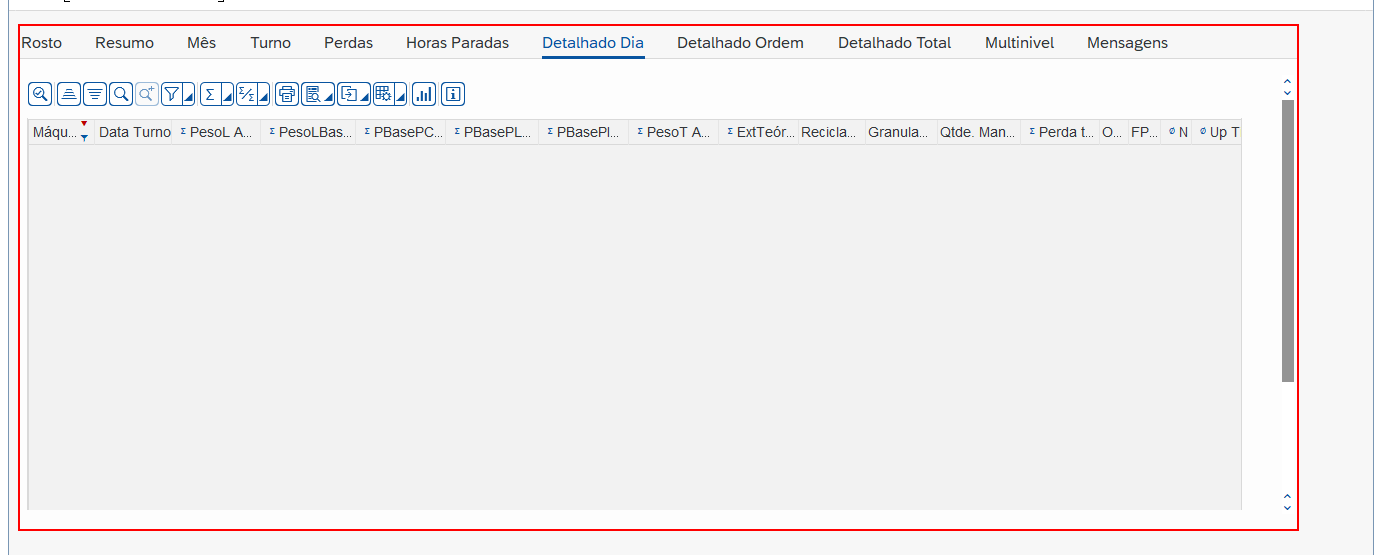 Rosto Resumo Mês Turno Perdas Horas Paradas Detalhado Dia Detalhado Ordem Detalhado Total Multinivel Mensagens
Máqu... Data Turno Σ PesoL A... Σ PesoLBas... Σ PBasePC... Σ PBasePL... Σ PBasePl... Σ PesoT A... Σ ExtTeór... Recicla... Granula... Qtde. Man... Σ Perda t... O... FP... Ø N Ø Up T